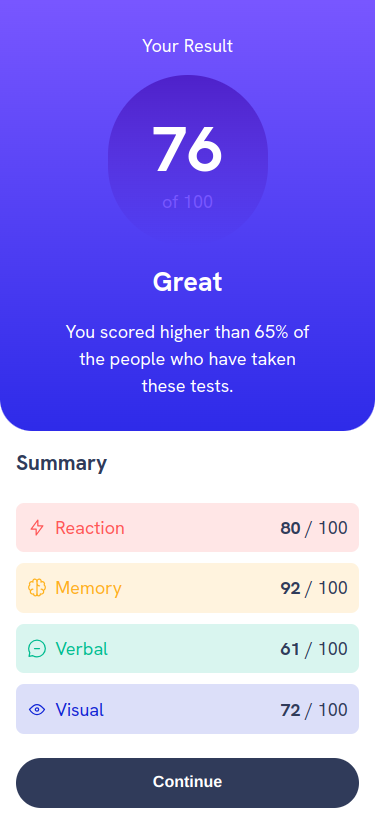 Your Result
76
of 100
Great
You scored higher than 65% of
the people who have taken
these tests.
Summary
Reaction 80 / 100
Memory 92 / 100
Verbal 61 / 100
Visual 72 / 100
Continue